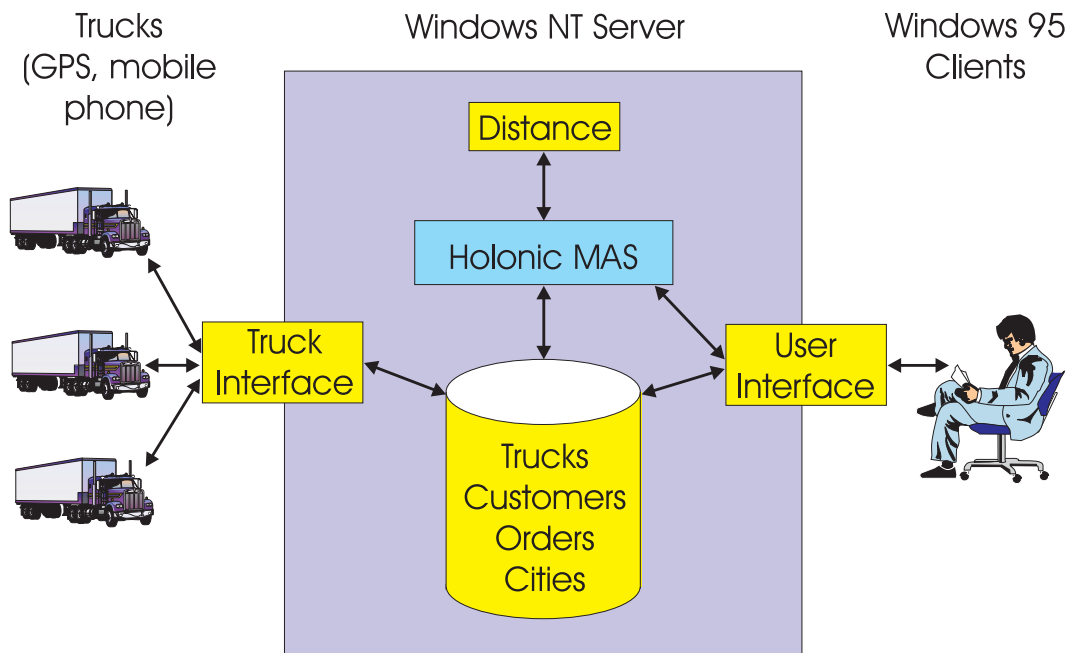 Trucks
(GPS, mobile
phone)
Windows NT Server
Windows 95
Clients
Distance
Holonic MAS
Truck
Interface
User
Interface
Trucks
Customers
Orders
Cities